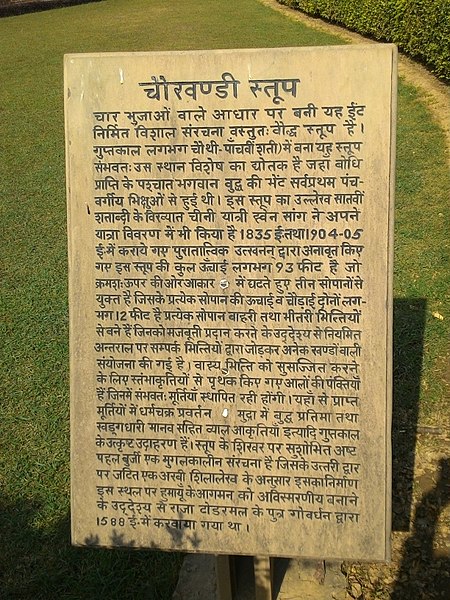 चौखण्डी स्तूप
चार भुजाओं वाले आधार पर बनी यह ईंट
निर्मित विशाल संरचना वस्तुतः बौद्ध स्तूप है।
गुप्तकाल लगभग चौथी-पाँचवीं शती) में बना यह स्तूप
संभवतः उस स्थान विशेष का द्योतक है जहाँ बोधि
प्राप्ति के पश्चात भगवान बुद्ध की भेंट सर्वप्रथम पंच-
वर्गीय भिक्षुओं से हुई थी। इस स्तूप का उल्लेख सातवीं
शताब्दी के विख्यात चीनी यात्री ह्वेन सांग ने अपने
यात्रा विवरण में भी किया है 1835 ई. तथा 1904-05
ई. में कराये गए पुरातात्विक उत्खनन द्वारा अनावृत किए
गए इस स्तूप की कुल ऊंचाई लगभग 93 फीट है जो
क्रमशः ऊपर की ओर आकार में घटते हुए तीन सोपानों से
युक्त है जिसके प्रत्येक सोपान की ऊंचाई व चौड़ाई दोनों लग-
भग 12 फीट है प्रत्येक सोपान वाहरी तथा भीतरी भित्तियों
से बने हैं जिनको मजबूती प्रदान करने के उद्देश्य से नियमित
अन्तराल पर सम्पर्क भित्तियों द्वारा जोड़कर अनेक खण्डों वाली
संयोजना की गई है। वाह्य भित्ति को सुसज्जित करने
के लिए स्तंभाकृतियों से पृथक किए गए आलों की पंक्तियाँ
हैं जिनमें संभवतः मूर्तियाँ स्थापित रही होंगी। यहाँ से प्राप्त
मूर्तियों में धर्मचक्र प्रवर्तन मुद्रा में बुद्ध प्रतिमा तथा
खड्गधारी मानव सहित व्याल आकृतियाँ इत्यादि गुप्तकाल
के उत्कृष्ट उदाहरण हैं। स्तूप के शिखर पर सुशोभित अष्ट
पहल बुर्जी एक मुगलकालीन संरचना है जिसके उत्तरी द्वार
पर जटित एक अरबी शिलालेख के अनुसार इसका निर्माण
इस स्थल पर हुमायूं के आगमन को अविस्मरणीय बनाने
के उद्देश्य से राजा टोडरमल के पुत्र गोवर्धन द्वारा
1588 ई. में करवाया गया था।